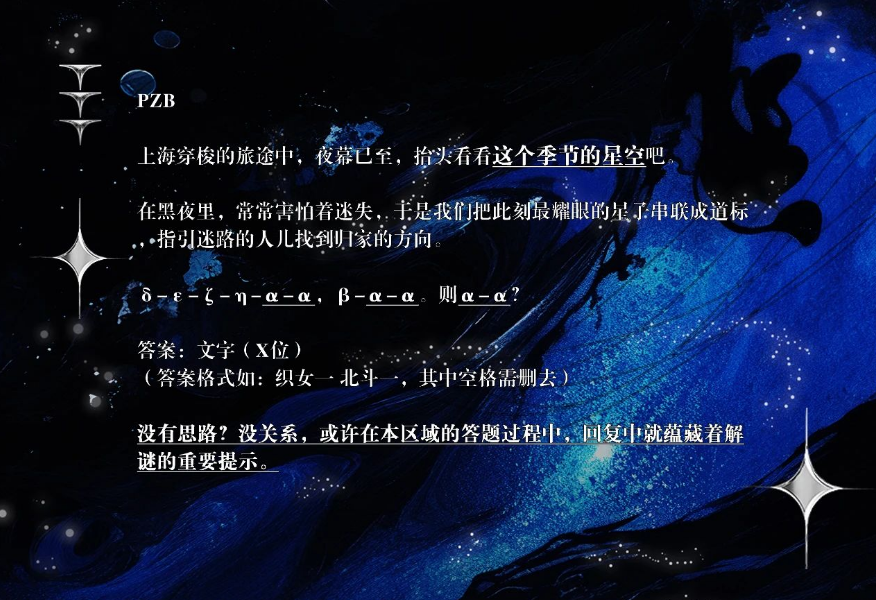 PZB
上海穿梭的旅途中，夜幕已至，抬头看看这个季节的星空吧。
在黑夜里，常常害怕着迷失，于是我们把此刻最耀眼的星子串联成道标
，指引迷路的人儿找到归家的方向。
δ-ε-ζ-η-α-α，β-α-α。则α-α？
答案：文字（X位）
（答案格式如：织女一 北斗一，其中空格需删去）
没有思路？没关系，或许在本区域的答题过程中，回复中就蕴藏着解
谜的重要提示。